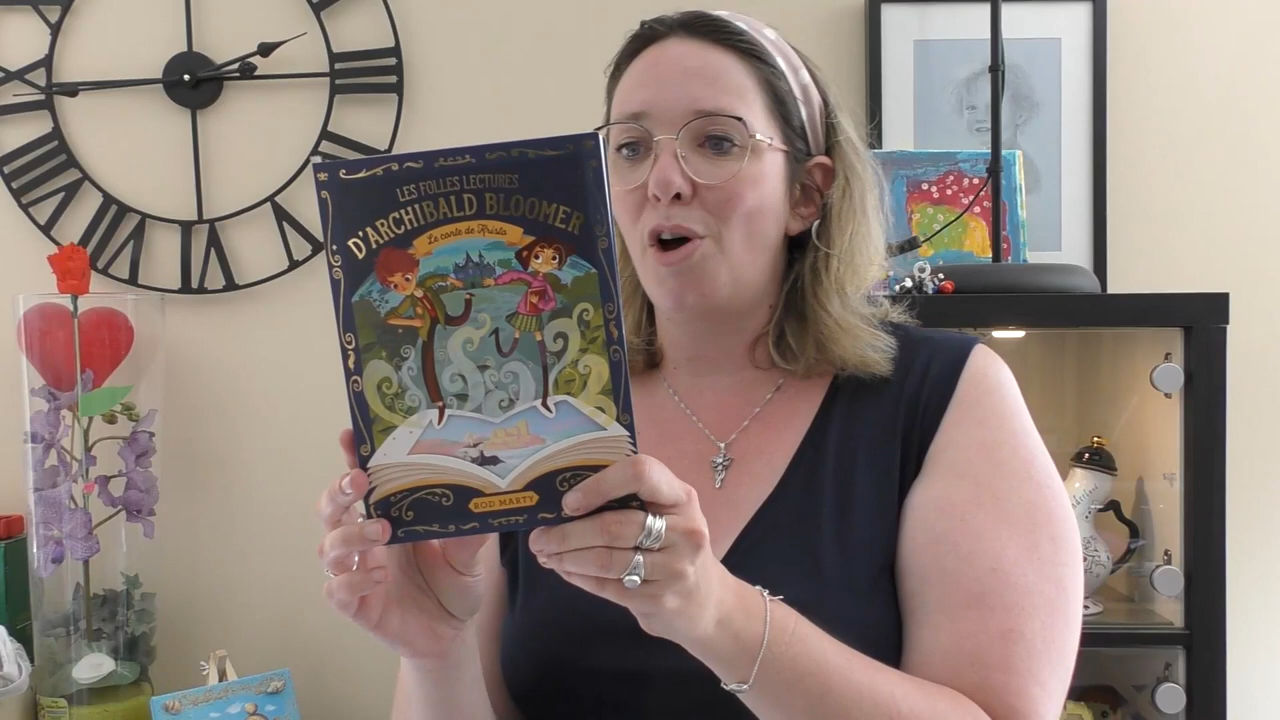 LES FOLLES LECTURES
D'ARCHIBALD BLOOMER
Le conte de Krista
ROD MARTY